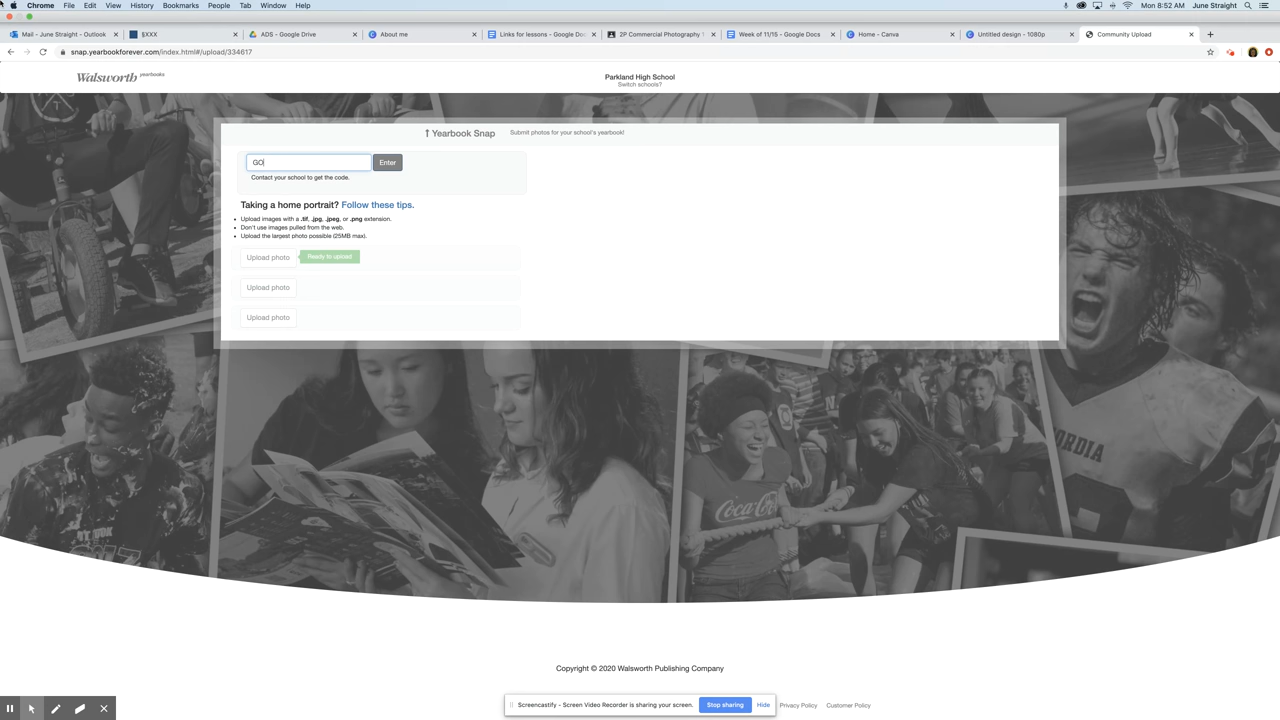 Chrome File Edit View History Bookmarks People Tab Window Help Mon 8:52 AM June Straight
Mail - June Straight - Outlook $XXX ADS - Google Drive About me Links for lessons - Google Doc 2P Commercial Photography Week of 11/15 - Google Docs Home - Canva Untitled design - 1080p Community Upload
snap.yearbookforever.com/index.html#/upload/334617
Walsworth yearbooks
Parkland High School
Switch schools?
Yearbook Snap Submit photos for your school's yearbook!
GO Enter
Contact your school to get the code.
Taking a home portrait? Follow these tips.
Upload images with a .tif, .jpg, .jpeg, or .png extension.
Don't use images pulled from the web.
Upload the largest photo possible (25MB max).
Upload photo Ready to upload
Upload photo
Upload photo
Coca-Cola
Copyright © 2020 Walsworth Publishing Company
Screencastify - Screen Video Recorder is sharing your screen. Stop sharing Hide Privacy Policy Customer Policy